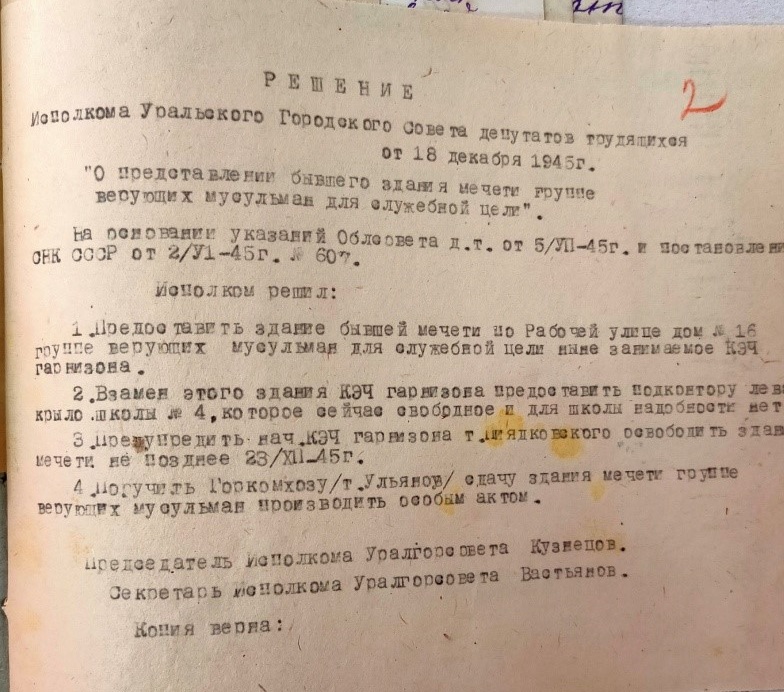 2
Р Е Ш Е Н И Е
Исполкома Уральского Городского Совета депутатов трудящихся
от 18 декабря 1945г.
"О представлении бывшего здания мечети группе
верующих мусульман для служебной цели".
На основании указаний Облсовета д.т. от 5/УП-45г. и постановлени
СНК СССР от 2/У1-45г. № 607.
Исполком решил:
1.Предоставить здание бывшей мечети по Рабочей улице дом № 16
группе верующих мусульман для служебной цели ныне занимаемое КЭЧ
гарнизона.
2.Взамен этого здания КЭЧ гарнизона предоставить подконтору лев
крыло школы № 4,которое сейчас свободное и для школы надобности нет
3.Предупредить нач.КЭЧ гарнизона т. освободить здан
мечети не позднее 23/ХП-45г.
4.Поручить Горкомхозу/т.Ульянов/ сдачу здания мечети группе
верующих мусульман производить особым актом.
Председатель Исполкома Уралгорсовета Кузнецов.
Секретарь Исполкома Уралгорсовета Вастьянов.
Копия верна: